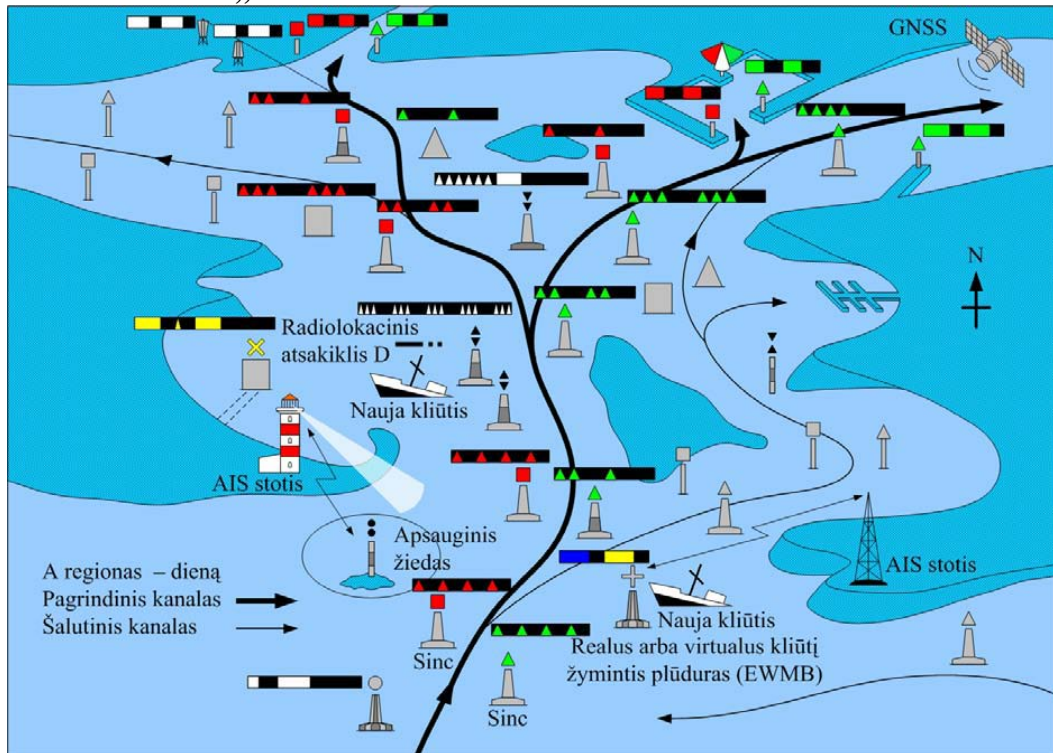 GNSS
N
Radiolokacinis
atsakiklis D
Nauja kliūtis
AIS stotis
Apsauginis
žiedas
A regionas – dieną
Pagrindinis kanalas
Šalutinis kanalas
Sinc
Sinc
AIS stotis
Nauja kliūtis
Realus arba virtualus kliūtį
žymintis plūduras (EWMB)